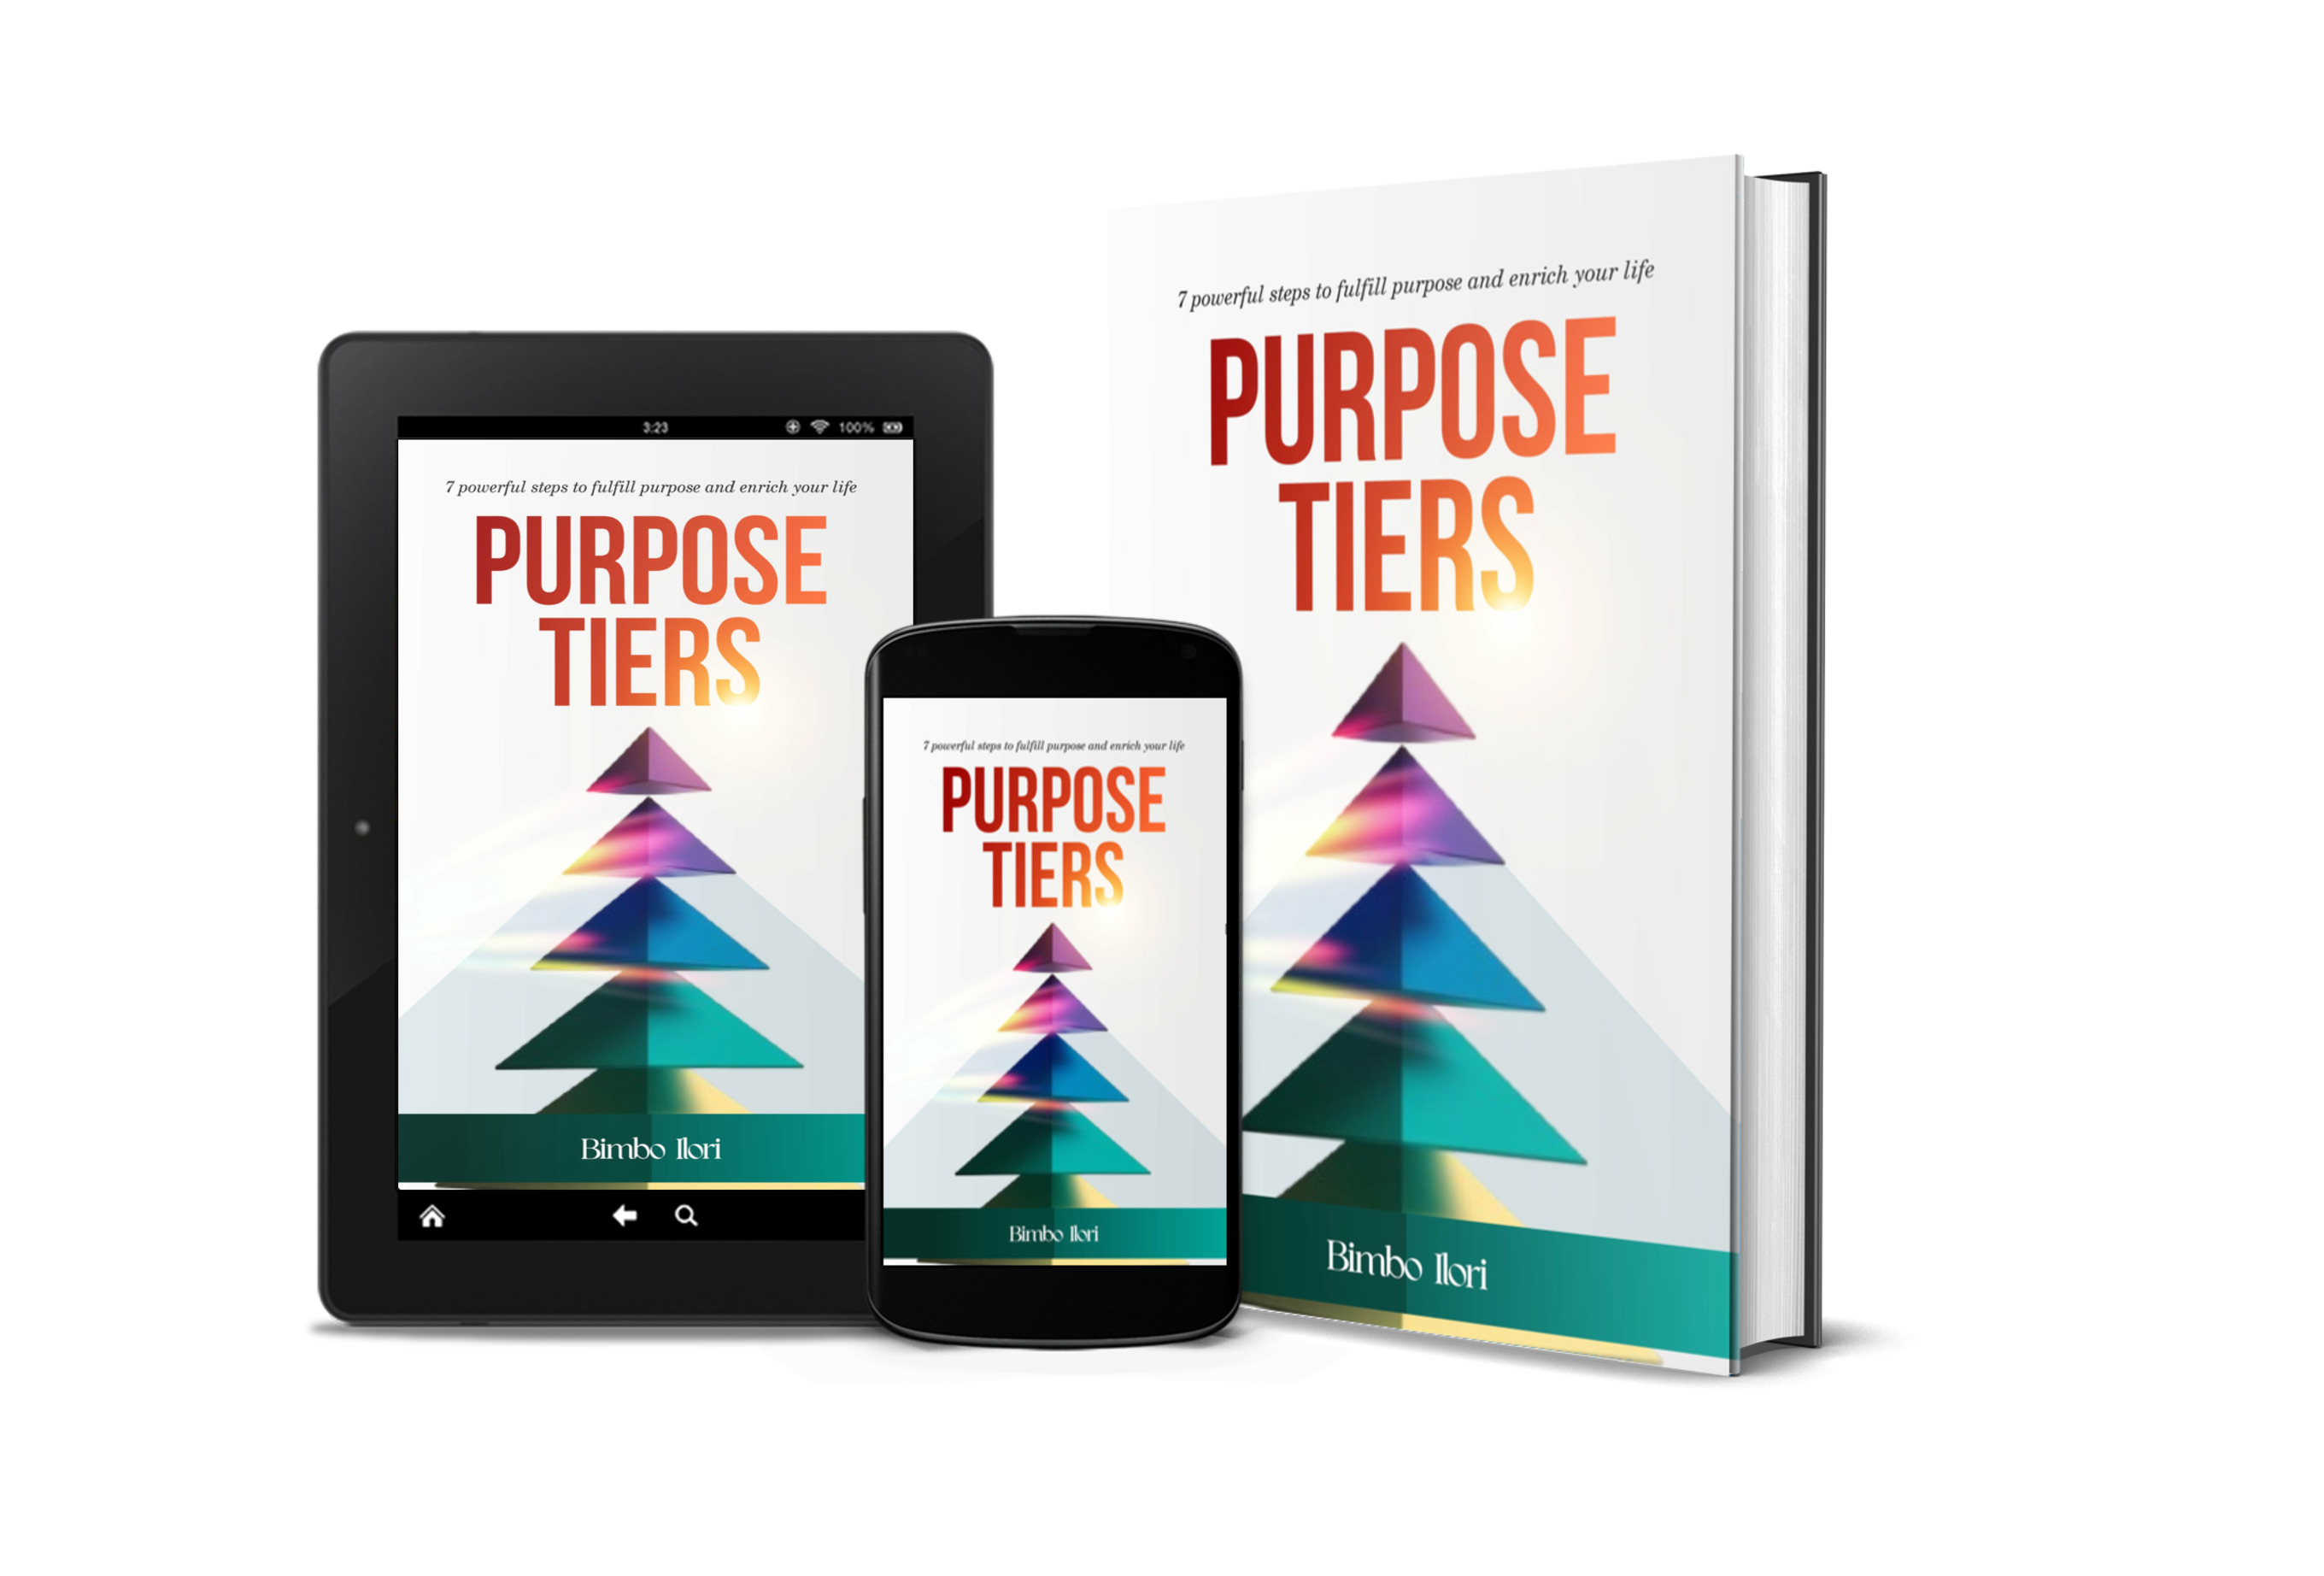 3:23
100%
7 powerful steps to fulfill purpose and enrich your life
PURPOSE
TIERS
Bimbo Ilori
7 powerful steps to fulfill purpose and enrich your life
PURPOSE
TIERS
Bimbo Ilori
7 powerful steps to fulfill purpose and enrich your life
PURPOSE
TIERS
Bimbo Ilori